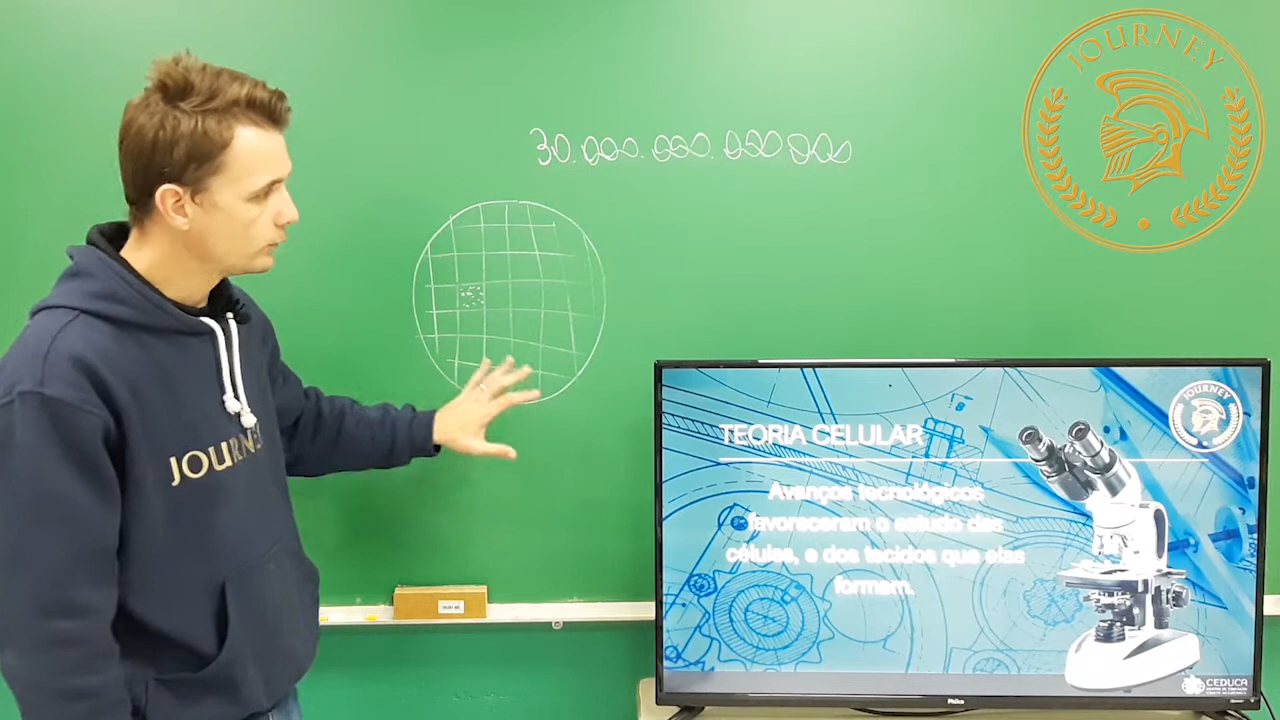 JOURNEY
30.000.000.000.000
JOURNEY
JOURNEY
TEORIA CELULAR
Avanços tecnológicos
favoreceram o estudo das
células, e dos tecidos que elas
formam.
CEDUCA
Philco